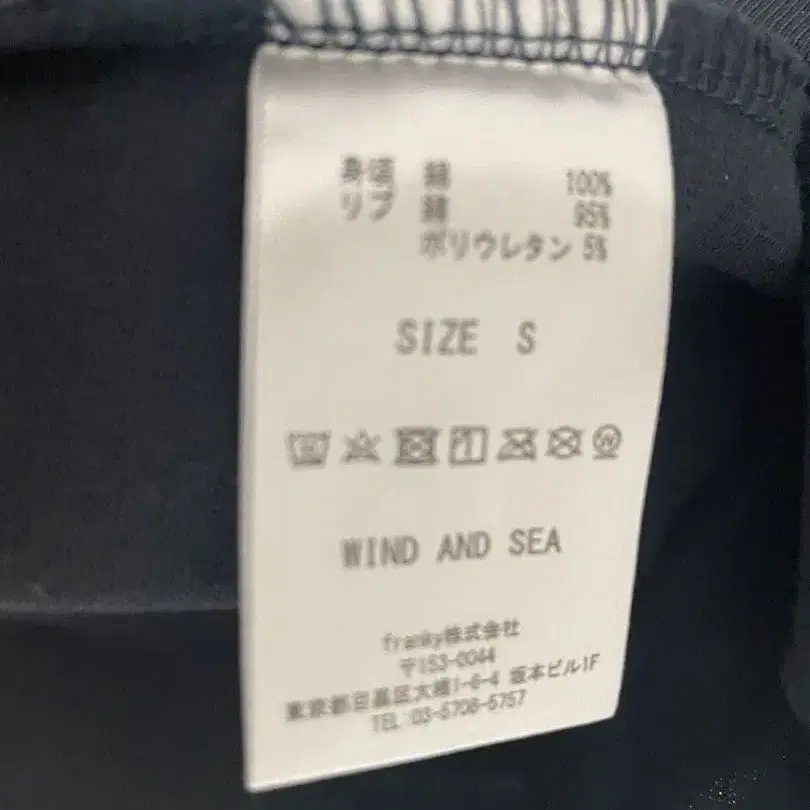 身頃 綿 100%
リブ 綿 95%
ポリウレタン 5%
SIZE S
WIND AND SEA
franky株式会社
〒153-0044
東京都目黒区大橋1-6-4 坂本ビル1F
TEL:03-5708-5757